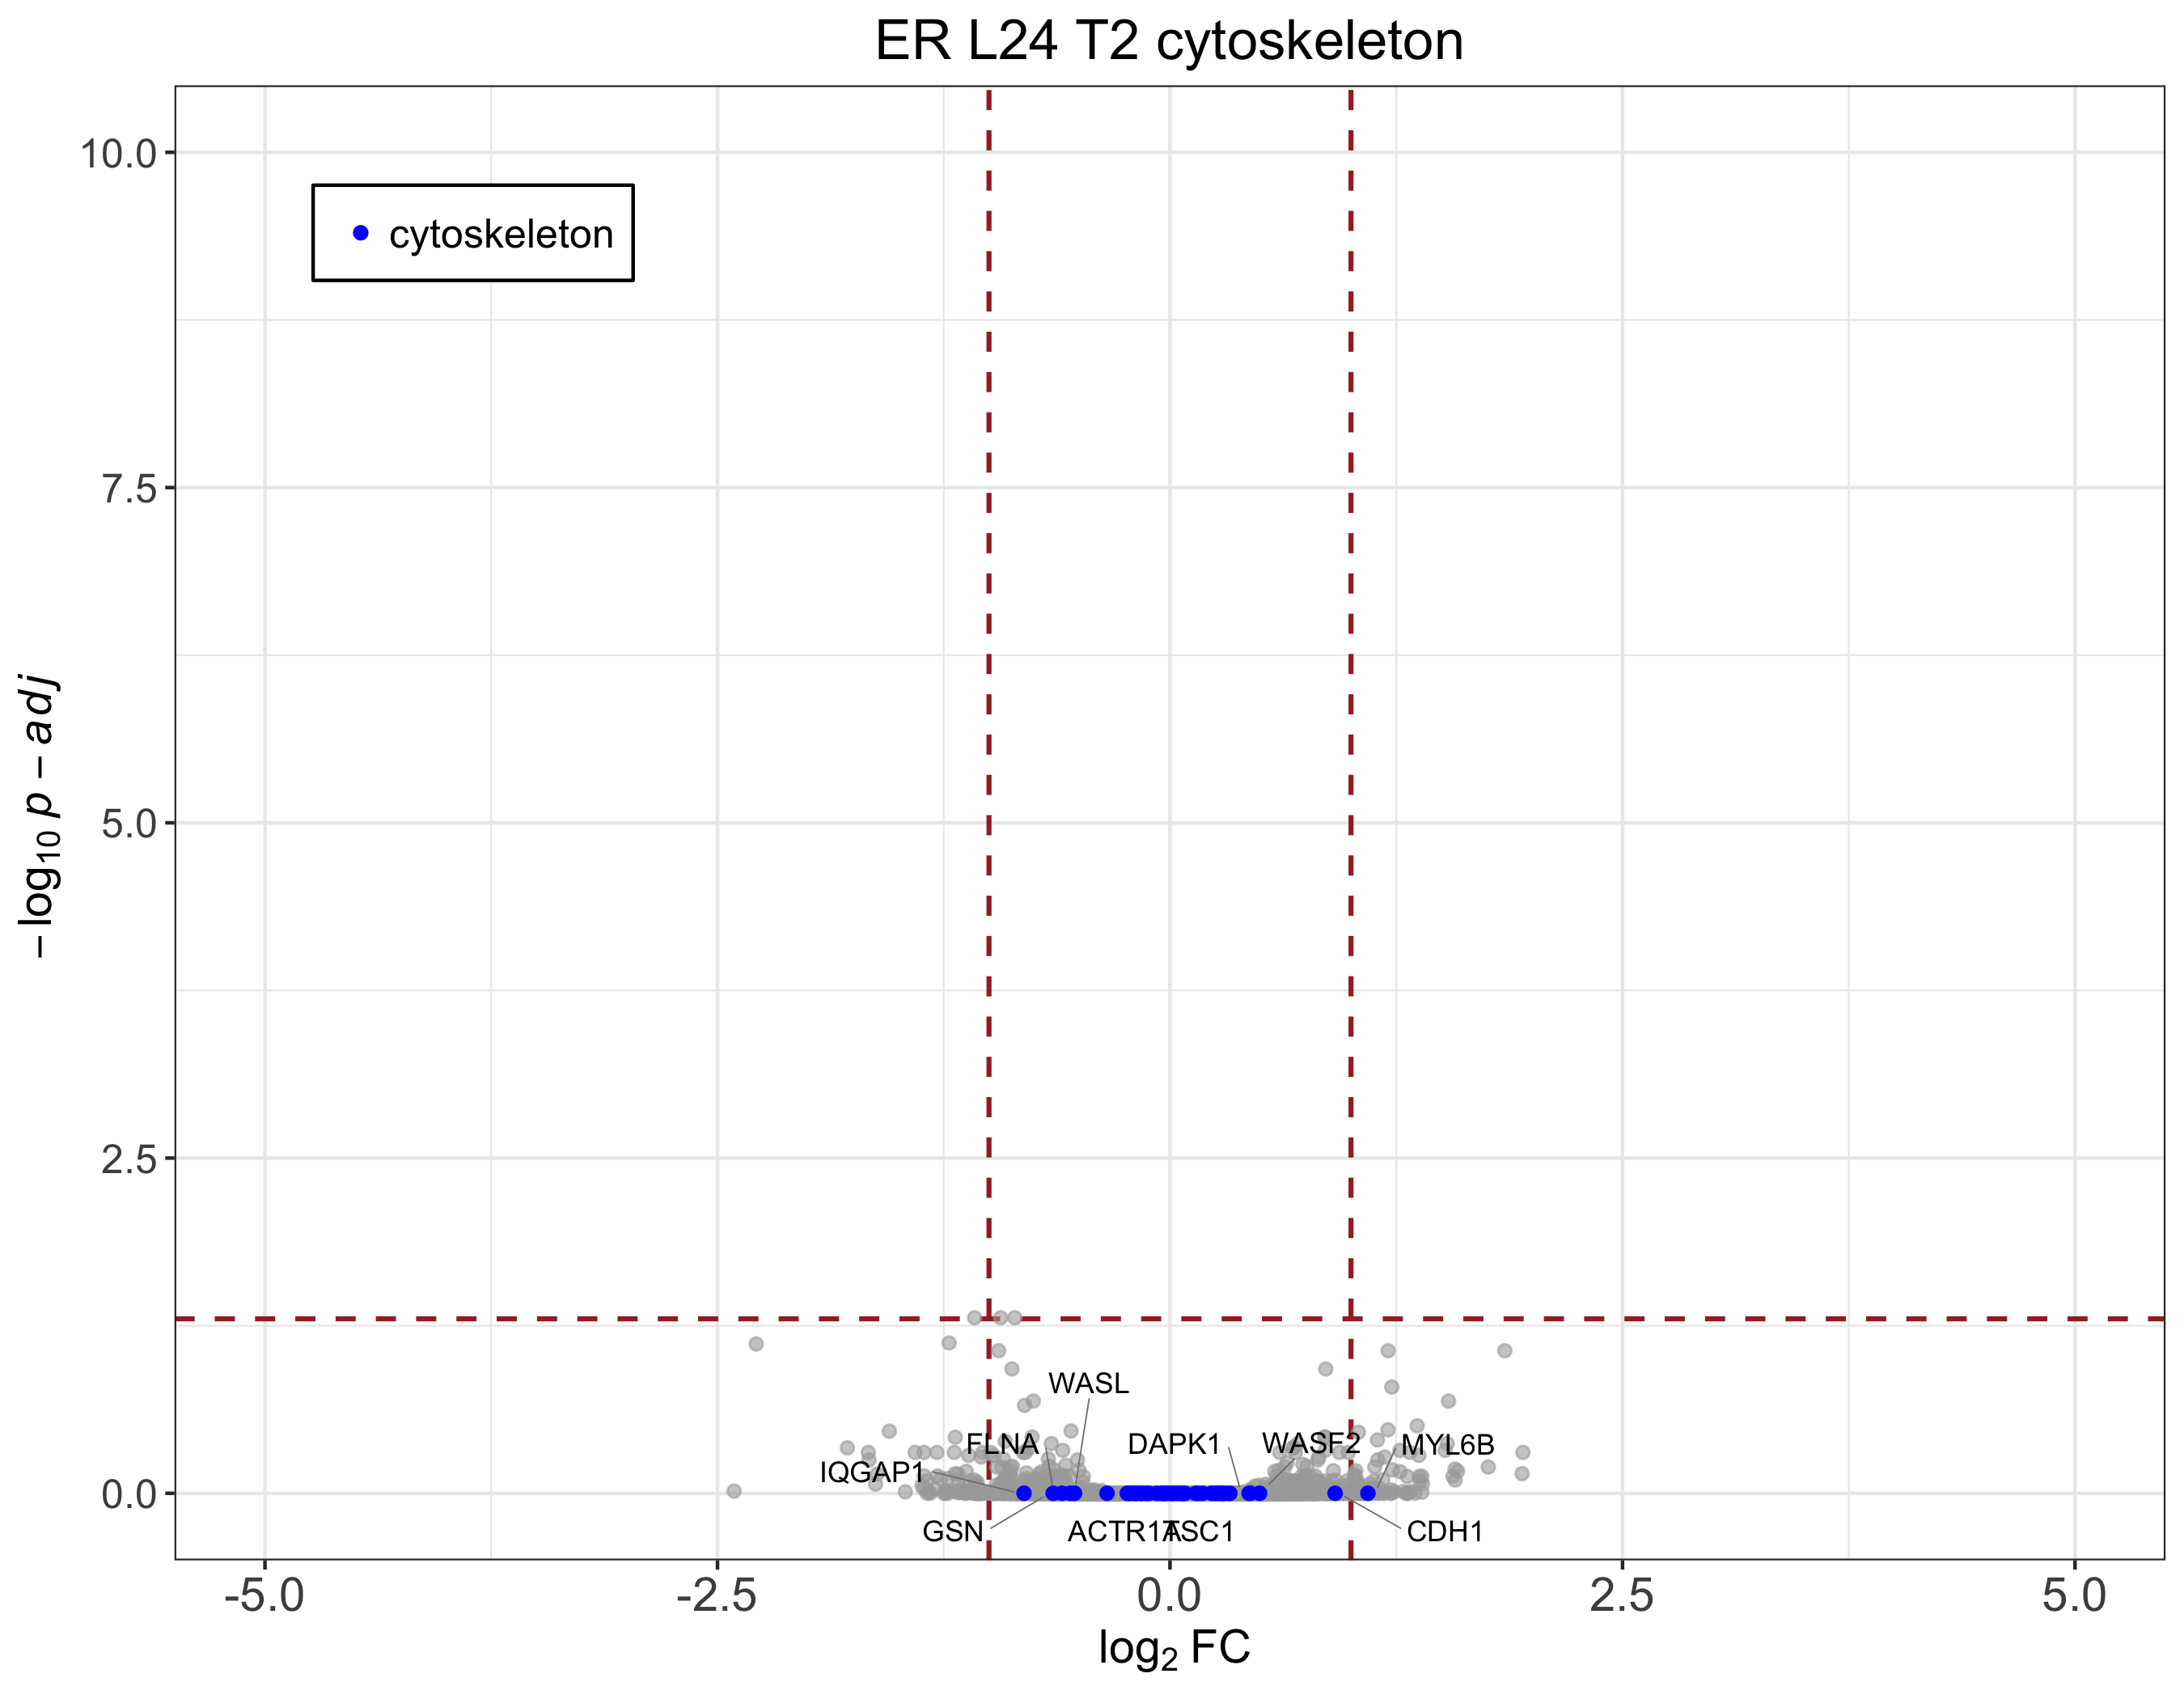 ER L24 T2 cytoskeleton
cytoskeleton
10.0
7.5
5.0
2.5
0.0
−log10 p − adj
WASL
FLNA
DAPK1
WASF2
MYL6B
IQGAP1
GSN
ACTR1A
TSC1
CDH1
-5.0
-2.5
0.0
2.5
5.0
log2 FC